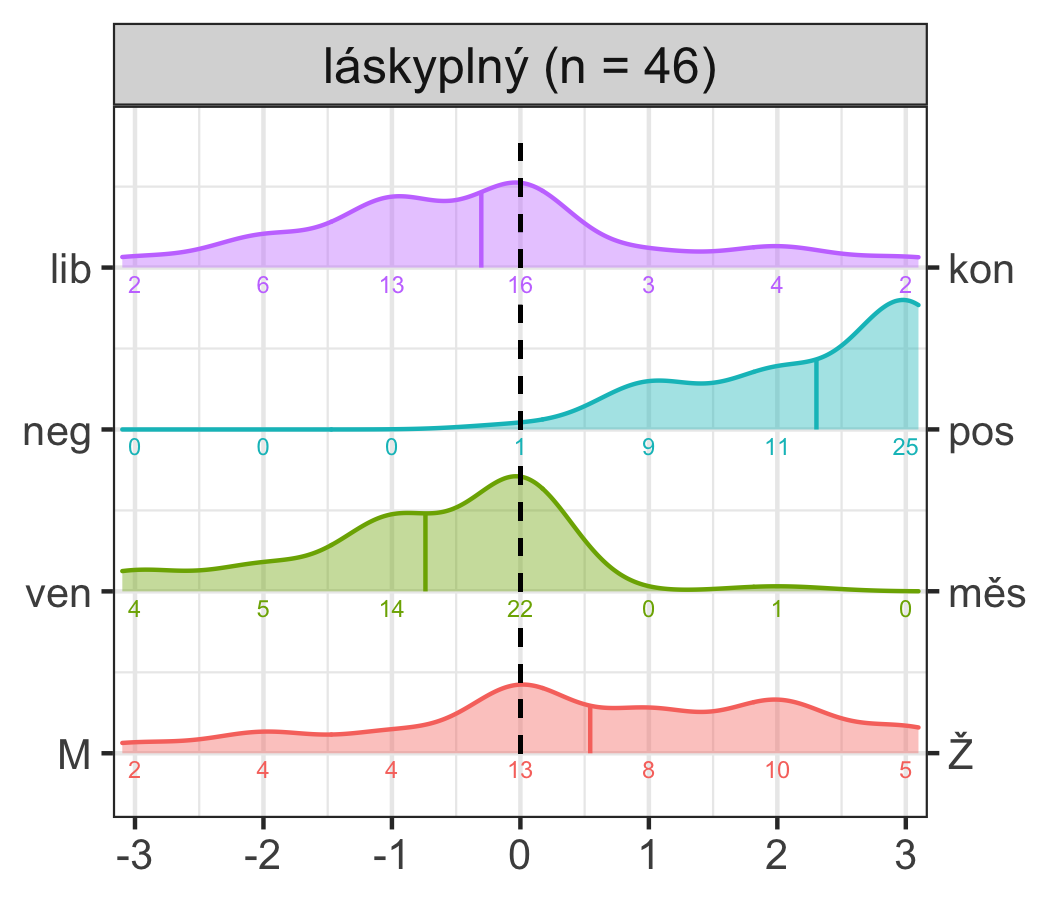 láskyplný (n = 46)
lib kon
2 6 13 16 3 4 2
neg pos
0 0 0 1 9 11 25
ven měs
4 5 14 22 0 1 0
M Ž
2 4 4 13 8 10 5
-3 -2 -1 0 1 2 3